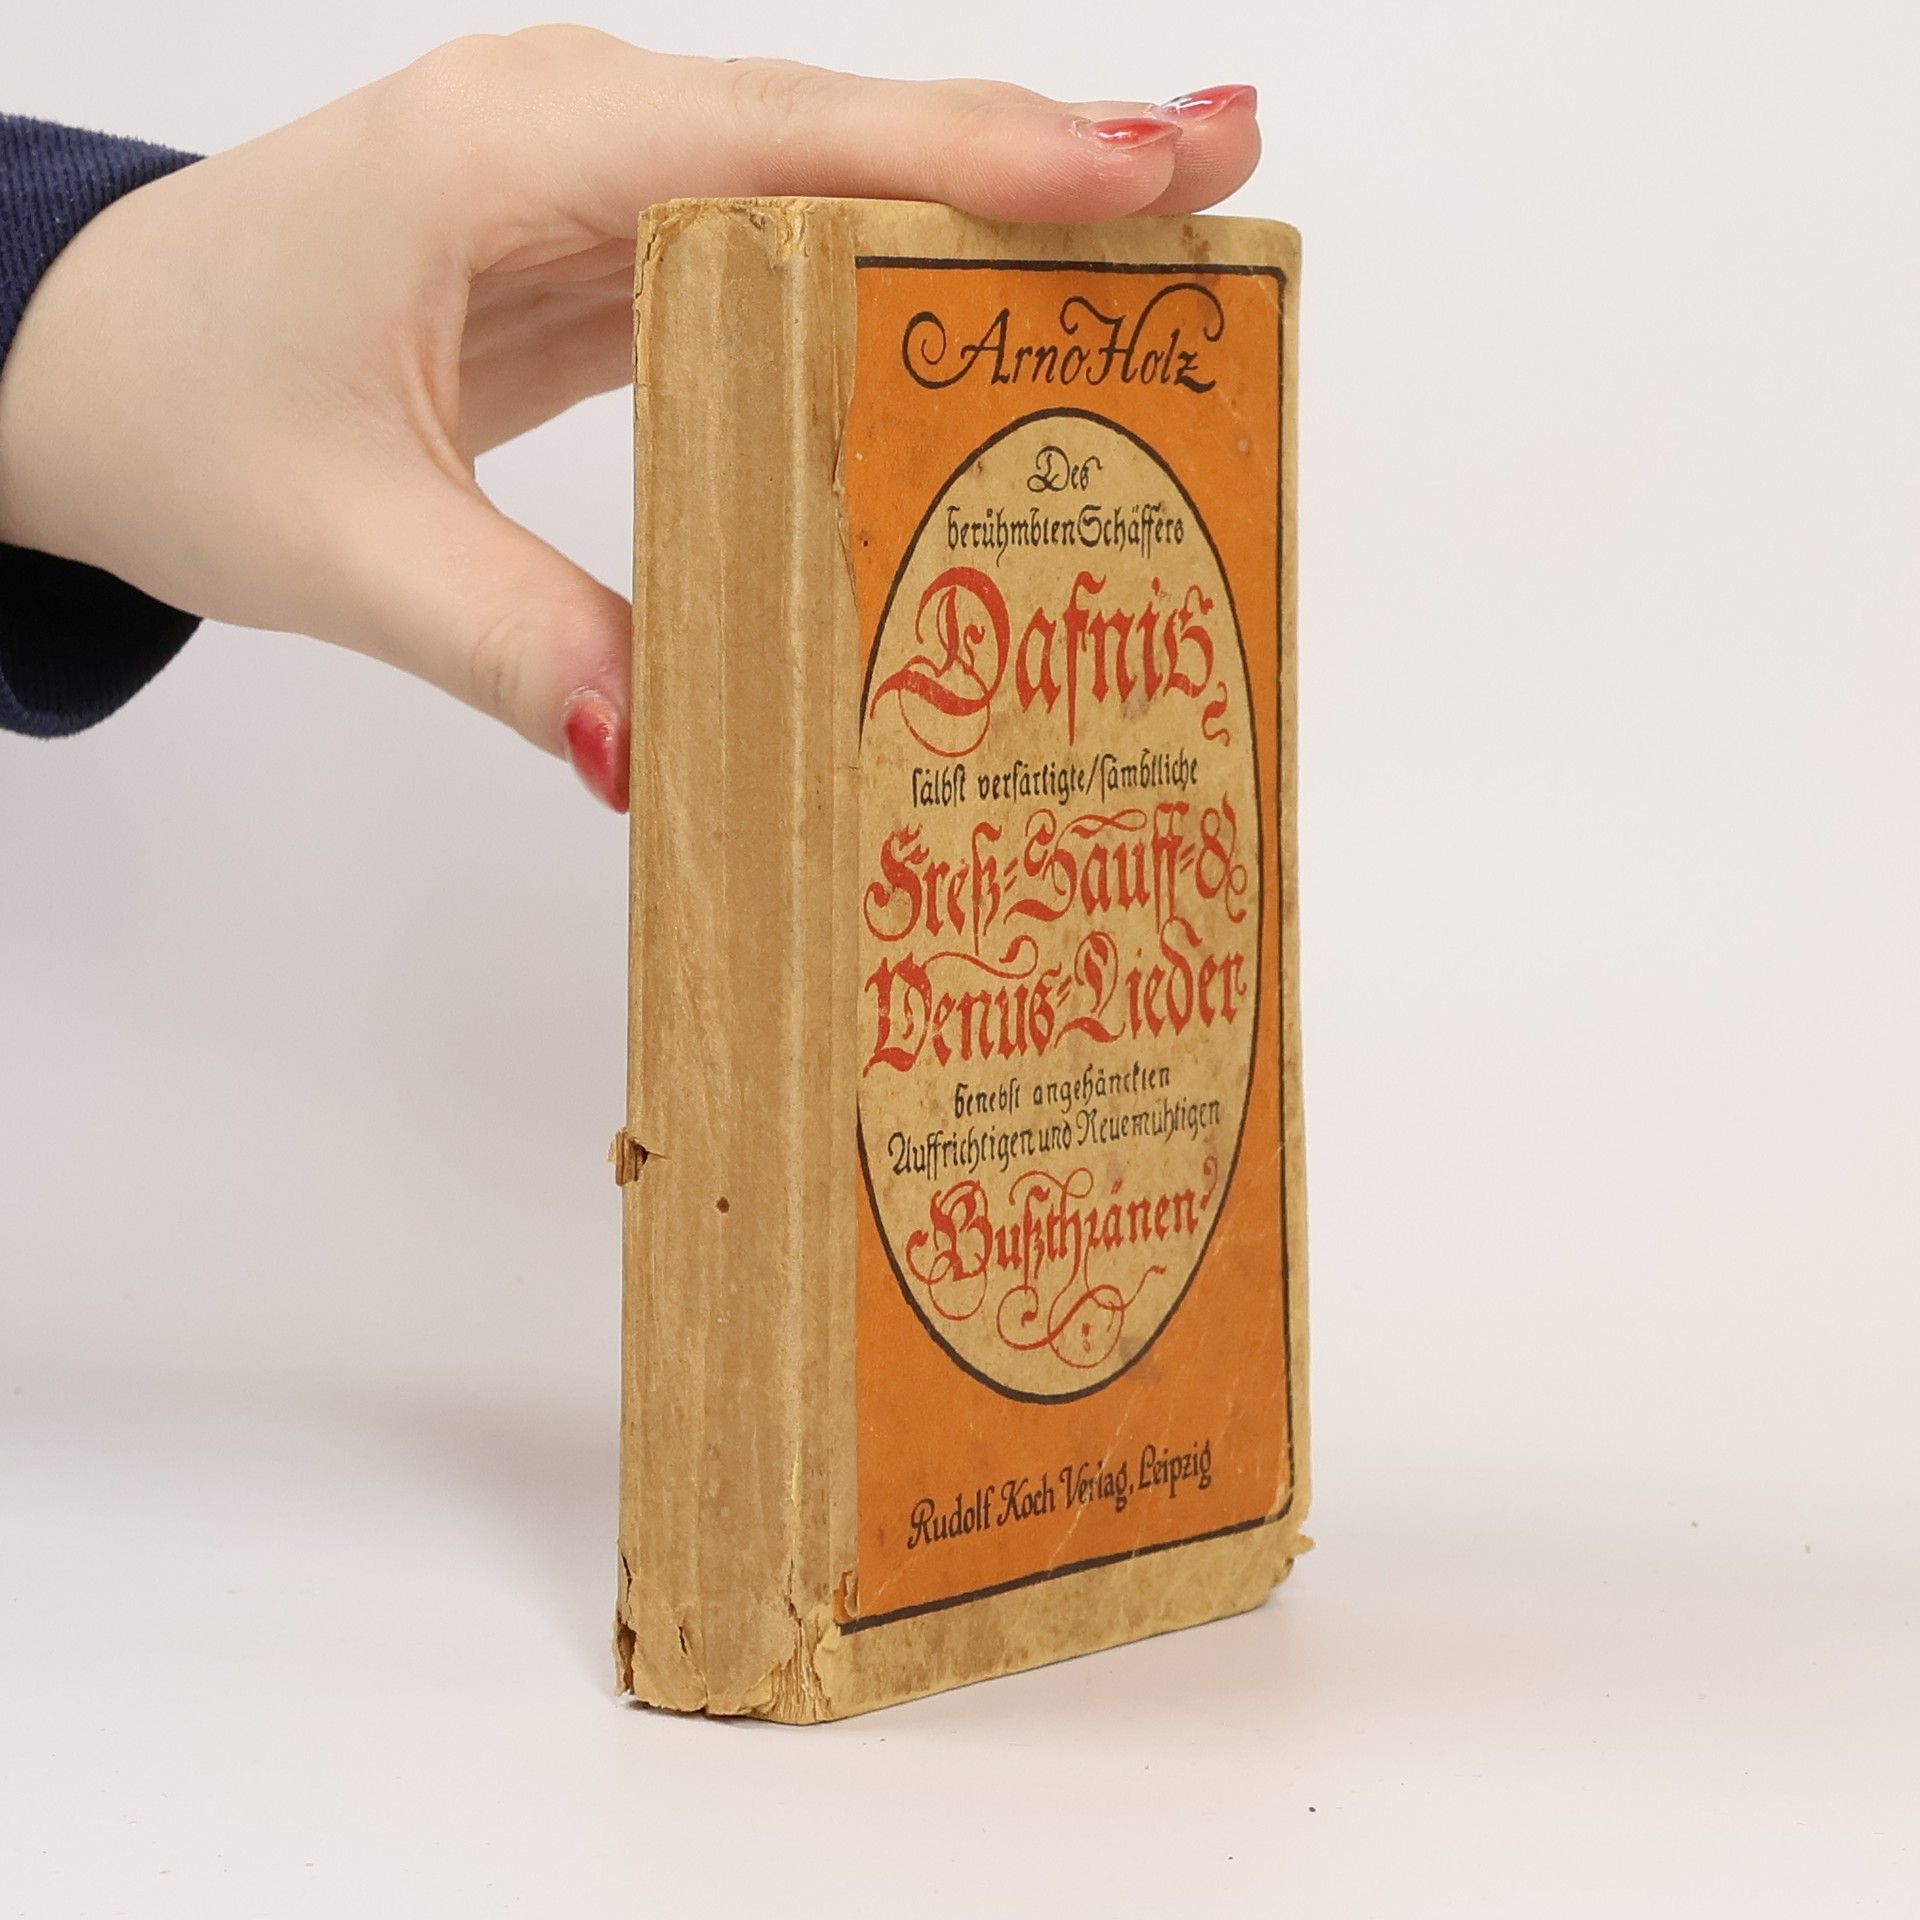 Arno Holz
Des
berühmbten Schäffers
Dafnis
sälbst verfärtigte/sämbtliche
Freß=Sauff=&
Venus=Lieder
benebst angehänckten
Auffrichtigen und Reuemühtigen
Bußthränen
Rudolf Koch Verlag, Leipzig